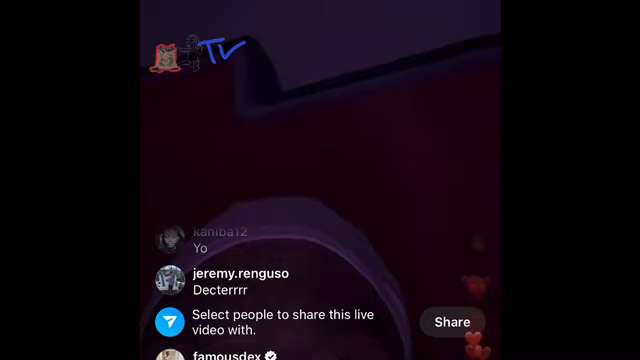 TV
kaniba12
Yo
jeremy.renguso
Decterrrr
Select people to share this live
video with.
Share
famousdex